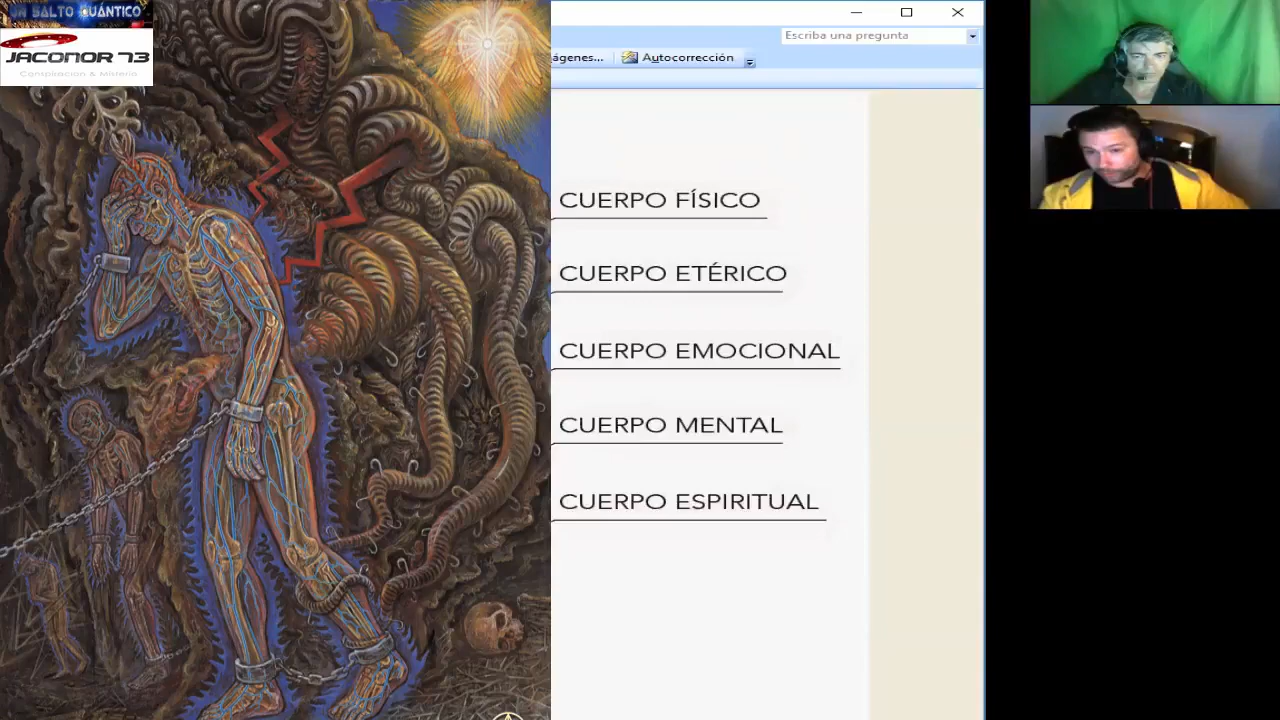 UN SALTO CUÁNTICO
JACONOR 73
Conspiracion & Misterio
Escriba una pregunta
ágenes...
Autocorrección
CUERPO FÍSICO
CUERPO ETÉRICO
CUERPO EMOCIONAL
CUERPO MENTAL
CUERPO ESPIRITUAL